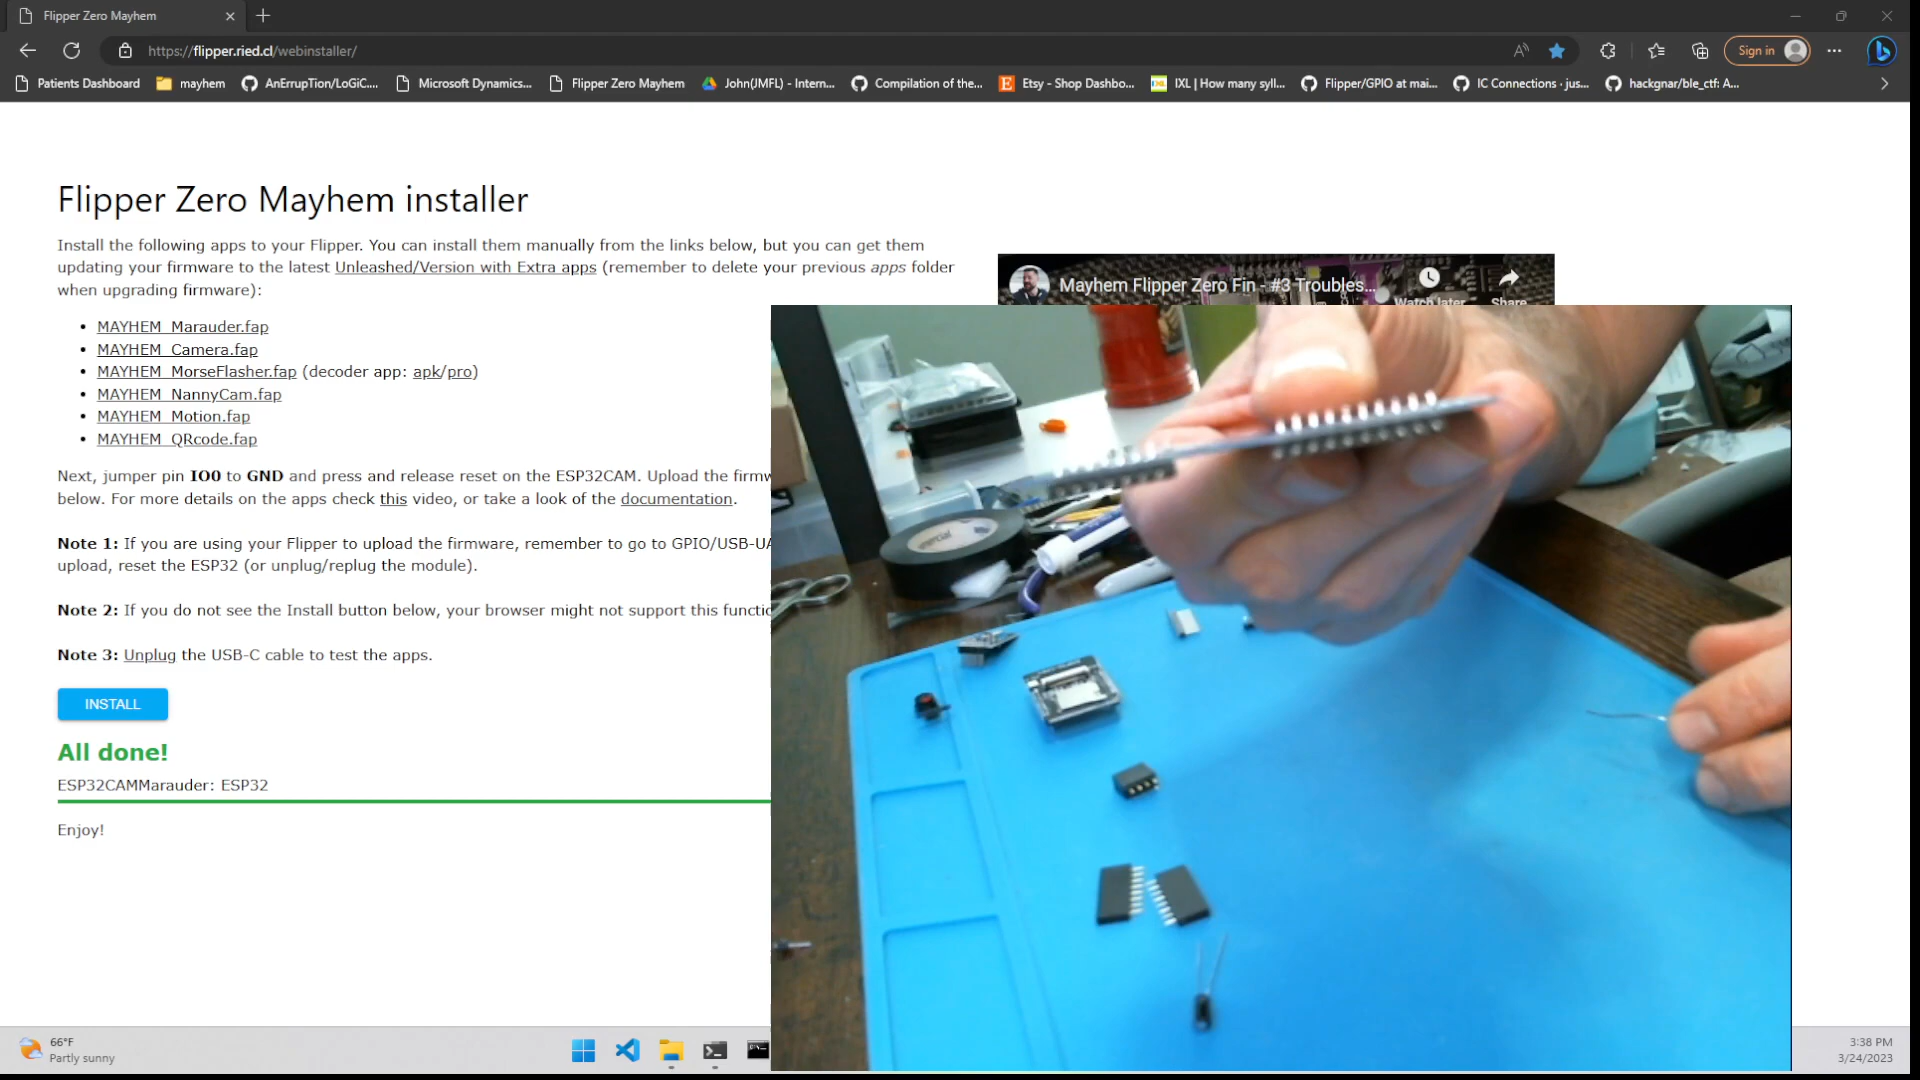 Flipper Zero Mayhem
https://flipper.ried.cl/webinstaller/
Sign in
Patients Dashboard
mayhem
AnErrupTion/LoGiC....
Microsoft Dynamics...
Flipper Zero Mayhem
John(JMFL) - Intern...
Compilation of the...
Etsy - Shop Dashbo...
IXL | How many syll...
Flipper/GPIO at mai...
IC Connections · jus...
hackgnar/ble_ctf: A...
Flipper Zero Mayhem installer
Install the following apps to your Flipper. You can install them manually from the links below, but you can get them
updating your firmware to the latest Unleashed/Version with Extra apps (remember to delete your previous apps folder
when upgrading firmware):
• MAYHEM_Marauder.fap
• MAYHEM_Camera.fap
• MAYHEM_MorseFlasher.fap (decoder app: apk/pro)
• MAYHEM_NannyCam.fap
• MAYHEM_Motion.fap
• MAYHEM_QRcode.fap
Next, jumper pin IO0 to GND and press and release reset on the ESP32CAM. Upload the firmw
below. For more details on the apps check this video, or take a look of the documentation.
Note 1: If you are using your Flipper to upload the firmware, remember to go to GPIO/USB-UA
upload, reset the ESP32 (or unplug/replug the module).
Note 2: If you do not see the Install button below, your browser might not support this functio
Note 3: Unplug the USB-C cable to test the apps.
INSTALL
All done!
ESP32CAMMarauder: ESP32
Enjoy!
Mayhem Flipper Zero Fin - #3 Troubles...
Watch later
Share
66°F
Partly sunny
3:38 PM
3/24/2023